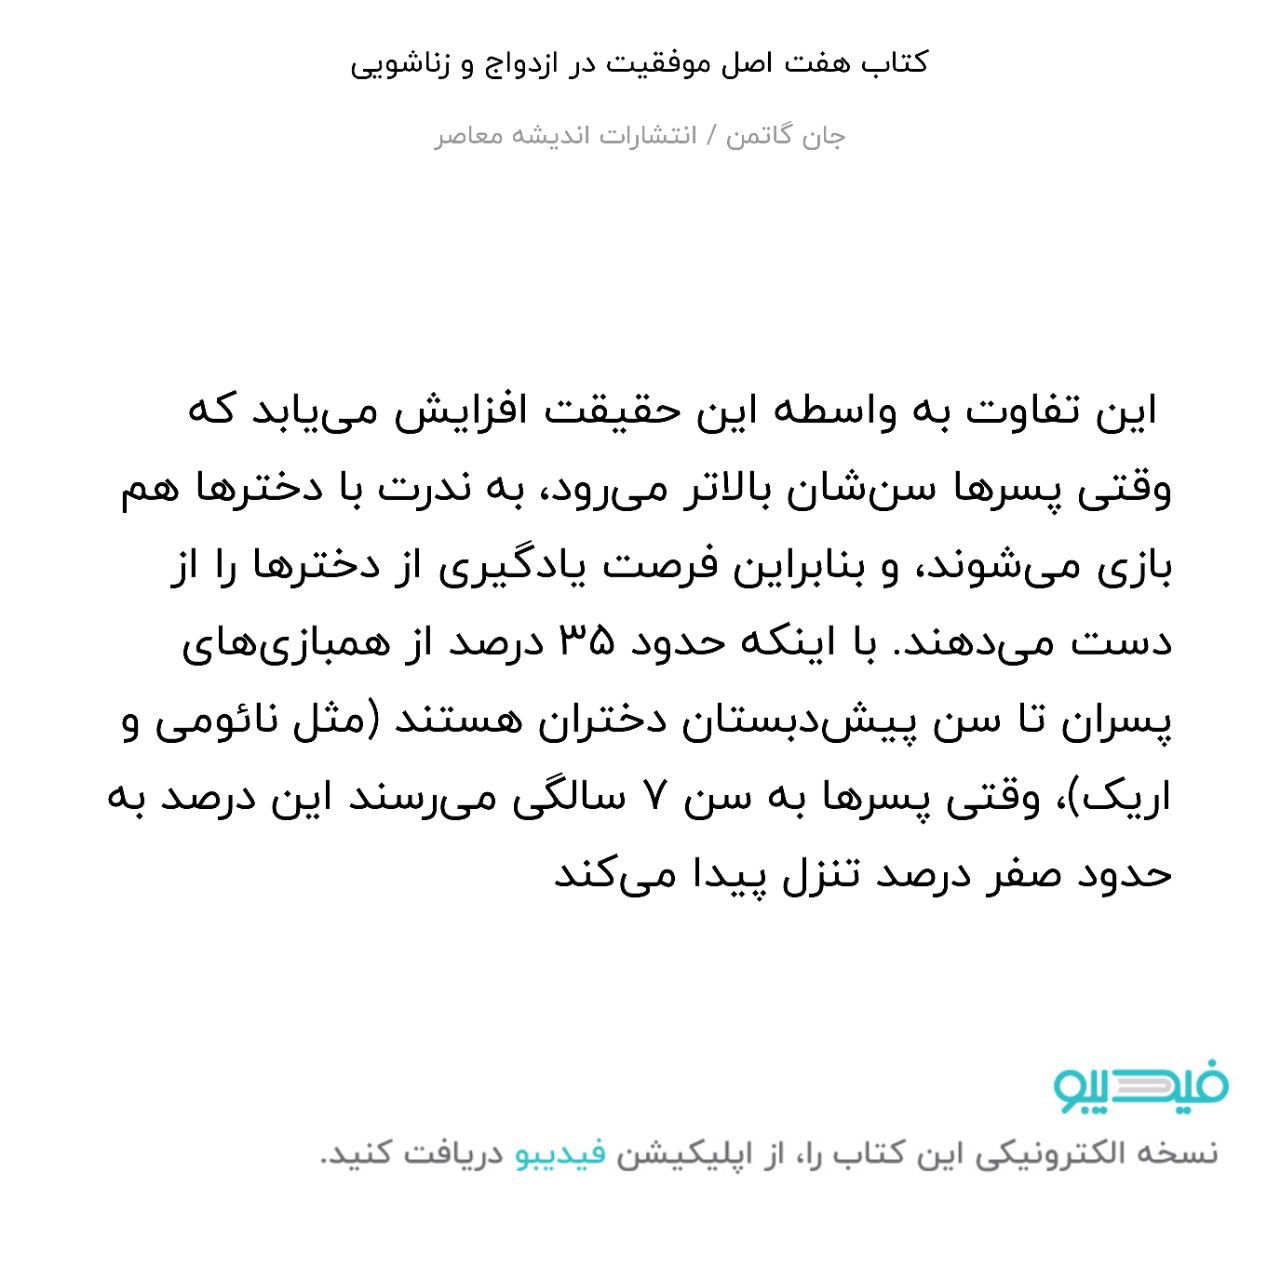 کتاب هفت اصل موفقیت در ازدواج و زناشویی
جان گاتمن / انتشارات اندیشه معاصر
این تفاوت به واسطه این حقیقت افزایش می‌یابد که
وقتی پسرها سن‌شان بالاتر می‌رود، به ندرت با دخترها هم
بازی می‌شوند، و بنابراین فرصت یادگیری از دخترها را از
دست می‌دهند. با اینکه حدود ۳۵ درصد از همبازی‌های
پسران تا سن پیش‌دبستان دختران هستند (مثل نائومی و
اریک)، وقتی پسرها به سن ۷ سالگی می‌رسند این درصد به
حدود صفر درصد تنزل پیدا می‌کند
فیدیبو
نسخه الکترونیکی این کتاب را، از اپلیکیشن فیدیبو دریافت کنید.